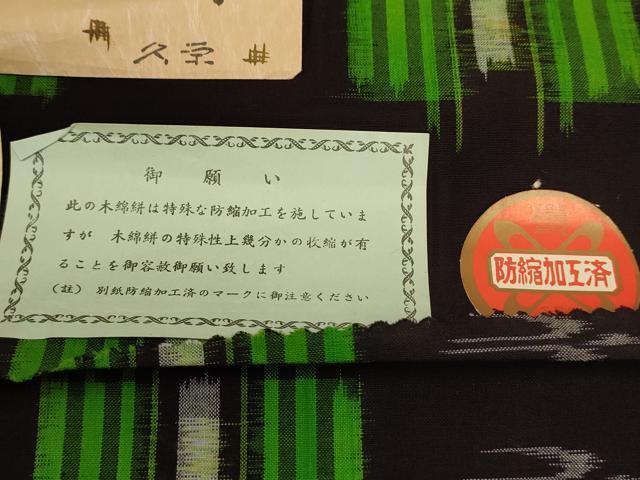 久宗
御願い
此の木綿絣は特殊な防縮加工を施していま
すが 木綿絣の特殊性上幾分かの収縮が有
ることを御容赦御願い致します
(註) 別紙防縮加工済のマークに御注意ください
防縮加工済